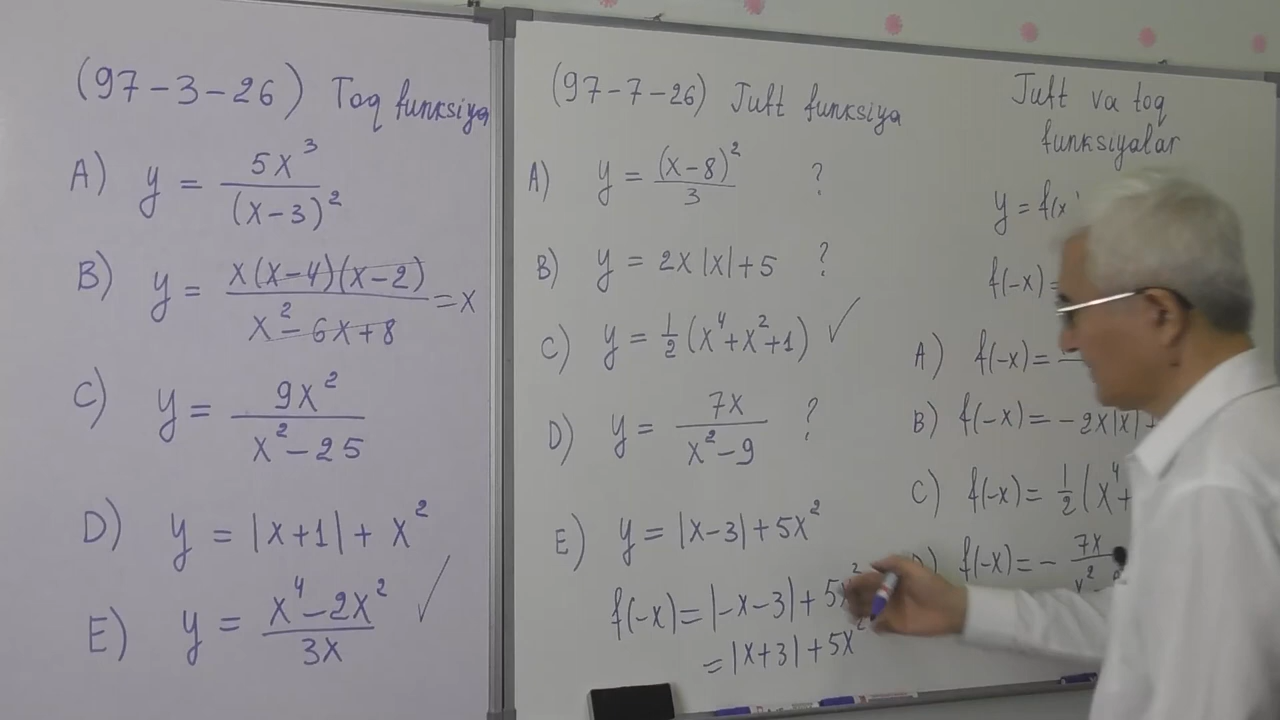 (97-3-26) Toq funksiya
A) y = 5x³/(x-3)²
B) y = x(x-4)(x-2)/x²-6x+8 = x
C) y = 9x²/x²-25
D) y = |x+1| + x²
E) y = x⁴-2x²/3x ✓
(97-7-26) Juft funksiya
A) y = (x-8)²/3 ?
B) y = 2x|x|+5 ?
C) y = 1/2(x⁴+x²+1) ✓
D) y = 7x/x²-9 ?
E) y = |x-3|+5x²
f(-x) = |-x-3|+5x²
= |x+3|+5x²
Juft va toq
funksiyalar
y = f(x
f(-x) =
A) f(-x) =
B) f(-x) = -2x|x|+
C) f(-x) = 1/2(x⁴+
D) f(-x) = - 7x/x²-9